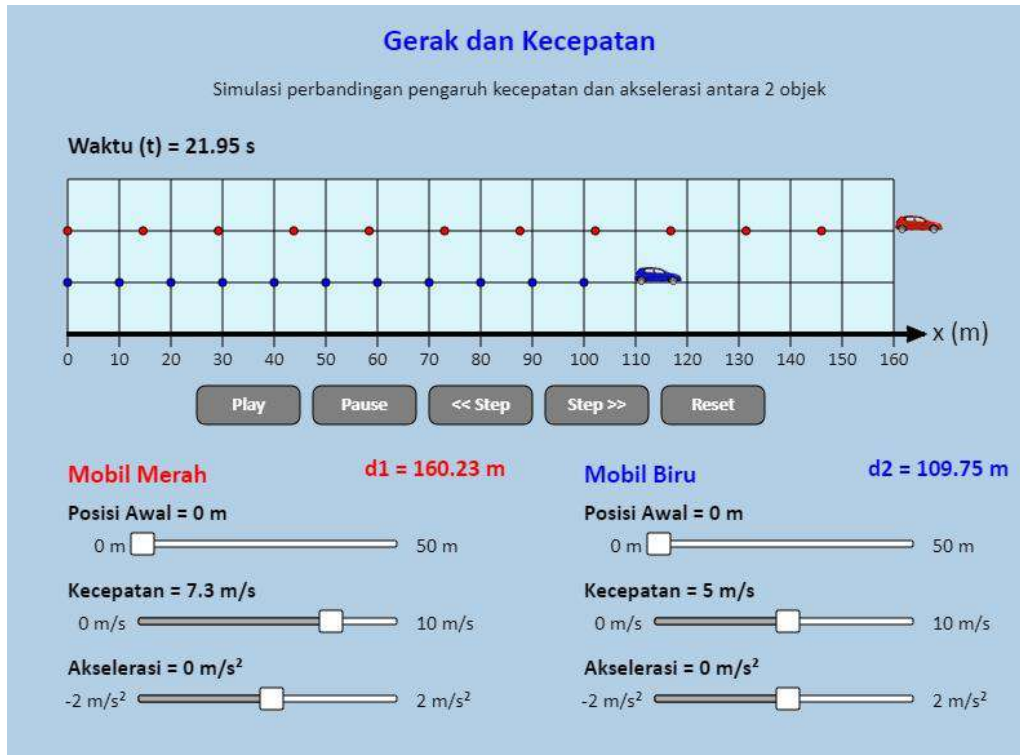 Gerak dan Kecepatan
Simulasi perbandingan pengaruh kecepatan dan akselerasi antara 2 objek
Waktu (t) = 21.95 s
x (m)
0 10 20 30 40 50 60 70 80 90 100 110 120 130 140 150 160
Play Pause << Step Step >> Reset
Mobil Merah d1 = 160.23 m
Posisi Awal = 0 m
0 m 50 m
Kecepatan = 7.3 m/s
0 m/s 10 m/s
Akselerasi = 0 m/s²
-2 m/s² 2 m/s²
Mobil Biru d2 = 109.75 m
Posisi Awal = 0 m
0 m 50 m
Kecepatan = 5 m/s
0 m/s 10 m/s
Akselerasi = 0 m/s²
-2 m/s² 2 m/s²